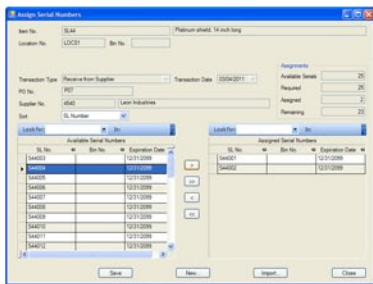 Assign Serial Numbers
Item No. SL44 Platinum shield, 14 inch long
Location No. LOC01 Bin No.
Assignments
Transaction Type Receive from Supplier Transaction Date 03/04/2011 Available Serials 25
PO No. P07 Required 25
Supplier No. 4540 Leon Industries Assigned 2
Sort SL Number Remaining 23
Look for: in: Look for: in:
Available Serial Numbers Assigned Serial Numbers
SL No. Bin No. Expiration Date SL No. Bin No. Expiration Date
S44003 12/31/2099 > S44001 12/31/2099
S44004 12/31/2099 S44002 12/31/2099
S44005 12/31/2099 >>
S44006 12/31/2099
S44007 12/31/2099 <
S44008 12/31/2099
S44009 12/31/2099 <<
S44010 12/31/2099
S44011 12/31/2099
S44012 12/31/2099
Save New... Import... Close